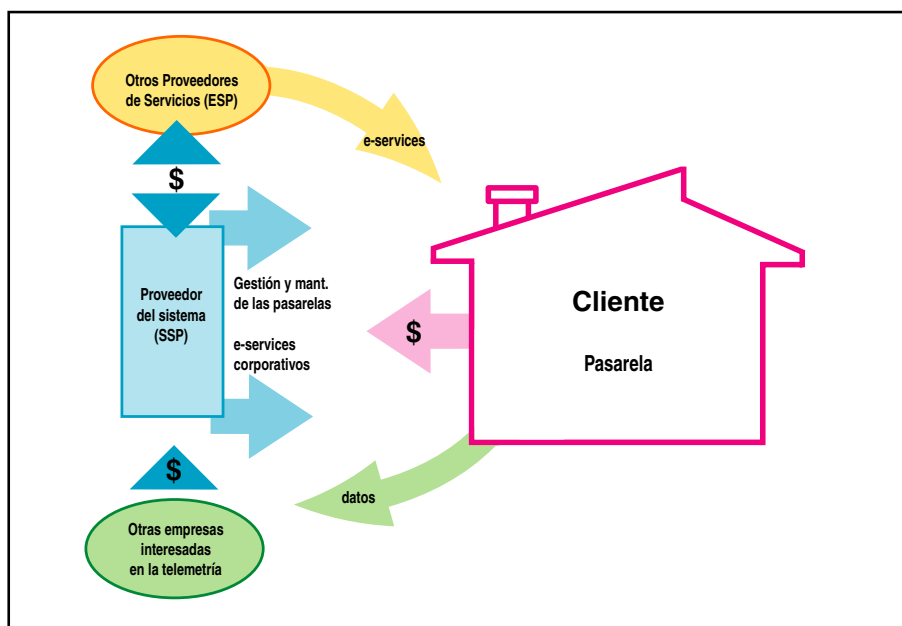 Otros Proveedores
de Servicios (ESP)
e-services
$
Proveedor
del sistema
(SSP)
Gestión y mant.
de las pasarelas
e-services
corporativos
$
Cliente
Pasarela
$
datos
Otras empresas
interesadas
en la telemetría